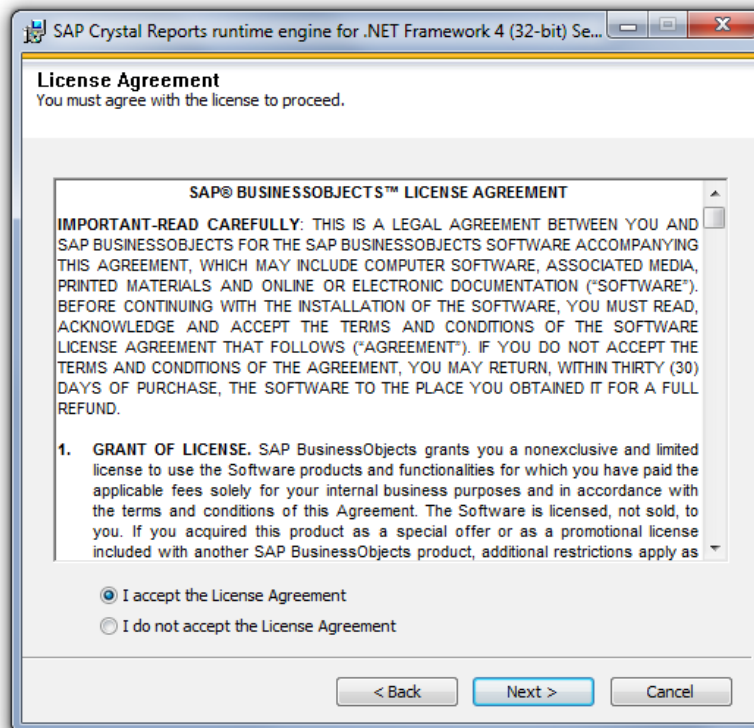 SAP Crystal Reports runtime engine for .NET Framework 4 (32-bit) Se...
License Agreement
You must agree with the license to proceed.
SAP® BUSINESSOBJECTS™ LICENSE AGREEMENT
IMPORTANT-READ CAREFULLY: THIS IS A LEGAL AGREEMENT BETWEEN YOU AND
SAP BUSINESSOBJECTS FOR THE SAP BUSINESSOBJECTS SOFTWARE ACCOMPANYING
THIS AGREEMENT, WHICH MAY INCLUDE COMPUTER SOFTWARE, ASSOCIATED MEDIA,
PRINTED MATERIALS AND ONLINE OR ELECTRONIC DOCUMENTATION (“SOFTWARE”).
BEFORE CONTINUING WITH THE INSTALLATION OF THE SOFTWARE, YOU MUST READ,
ACKNOWLEDGE AND ACCEPT THE TERMS AND CONDITIONS OF THE SOFTWARE
LICENSE AGREEMENT THAT FOLLOWS (“AGREEMENT”). IF YOU DO NOT ACCEPT THE
TERMS AND CONDITIONS OF THE AGREEMENT, YOU MAY RETURN, WITHIN THIRTY (30)
DAYS OF PURCHASE, THE SOFTWARE TO THE PLACE YOU OBTAINED IT FOR A FULL
REFUND.
1. GRANT OF LICENSE. SAP BusinessObjects grants you a nonexclusive and limited
license to use the Software products and functionalities for which you have paid the
applicable fees solely for your internal business purposes and in accordance with
the terms and conditions of this Agreement. The Software is licensed, not sold, to
you. If you acquired this product as a special offer or as a promotional license
included with another SAP BusinessObjects product, additional restrictions apply as
I accept the License Agreement
I do not accept the License Agreement
< Back
Next >
Cancel